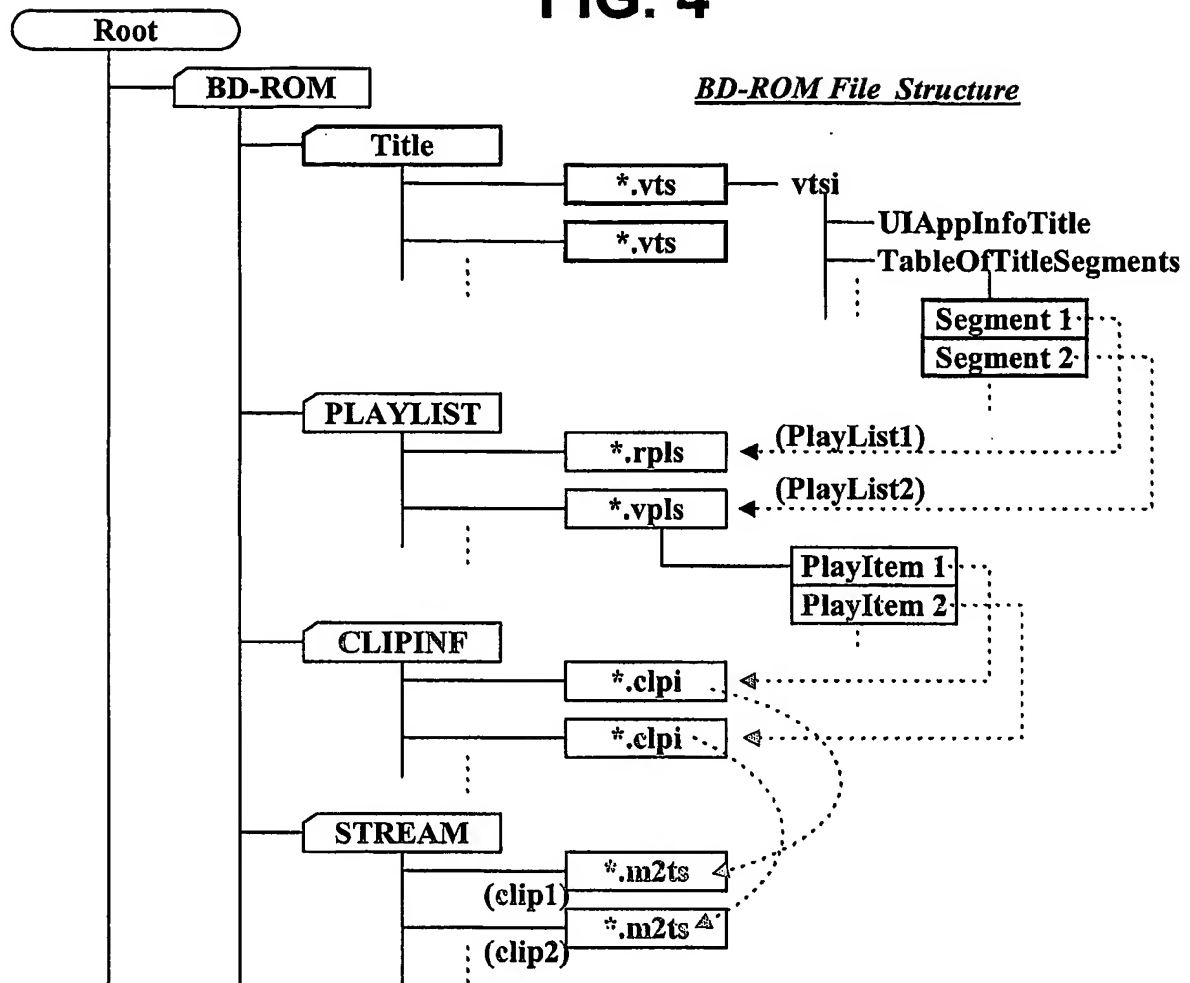 FIG. 4
Root
BD-ROM
BD-ROM File Structure
Title
*.vts
vtsi
*.vts
UIAppInfoTitle
TableOfTitleSegments
Segment 1
Segment 2
PLAYLIST
*.rpls
(PlayList1)
*.vpls
(PlayList2)
PlayItem 1
PlayItem 2
CLIPINF
*.clpi
*.clpi
STREAM
*.m2ts
(clip1)
*.m2ts
(clip2)